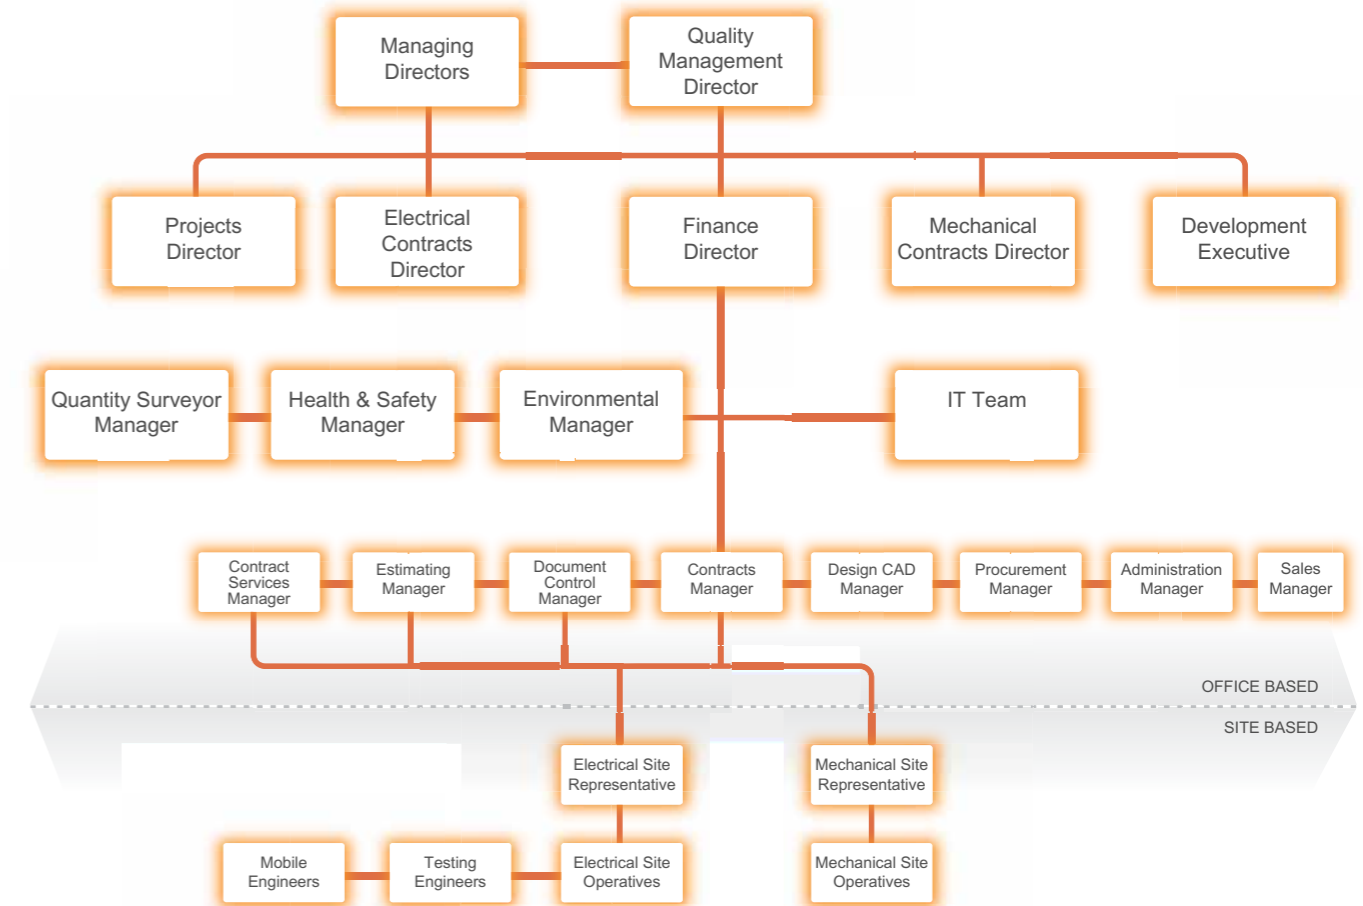 Managing
Directors
Quality
Management
Director
Projects
Director
Electrical
Contracts
Director
Finance
Director
Mechanical
Contracts Director
Development
Executive
Quantity Surveyor
Manager
Health & Safety
Manager
Environmental
Manager
IT Team
Contract
Services
Manager
Estimating
Manager
Document
Control
Manager
Contracts
Manager
Design CAD
Manager
Procurement
Manager
Administration
Manager
Sales
Manager
OFFICE BASED
SITE BASED
Electrical Site
Representative
Mechanical Site
Representative
Mobile
Engineers
Testing
Engineers
Electrical Site
Operatives
Mechanical Site
Operatives